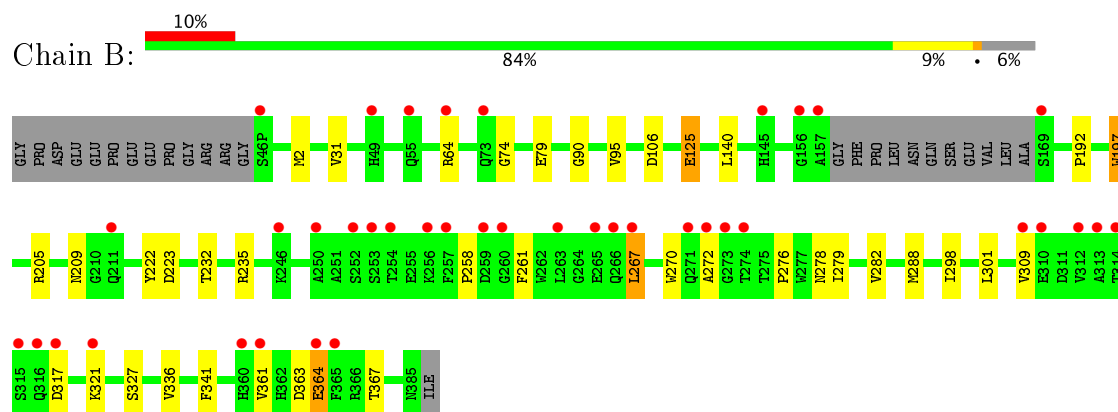 10%
Chain B:
84% 9% • 6%
GLY PRO ASP GLU GLU PRO GLU GLU PRO GLY ARG ARG GLY S46P M2 V31 H49 Q55 R64 Q73 G74 E79 G90 V95 D106 E125 L140 H145 G156 A157 GLY PHE PRO LEU ASN GLN SER GLU VAL LEU ALA S169 P192 W197
R205 N209 G210 Q211 Y222 D223 T232 R235 K246 A250 A251 S252 S253 T254 E255 K256 F257 P258 D259 G260 F261 W262 L263 G264 E265 Q266 L267 W270 Q271 A272 G273 T274 T275 P276 W277 N278 I279 V282 M288 I298 L301 V309 E310 D311 V312 A313 T314
S315 Q316 D317 K321 S327 V336 F341 H360 V361 H362 D363 E364 F365 R366 T367 N385 ILE